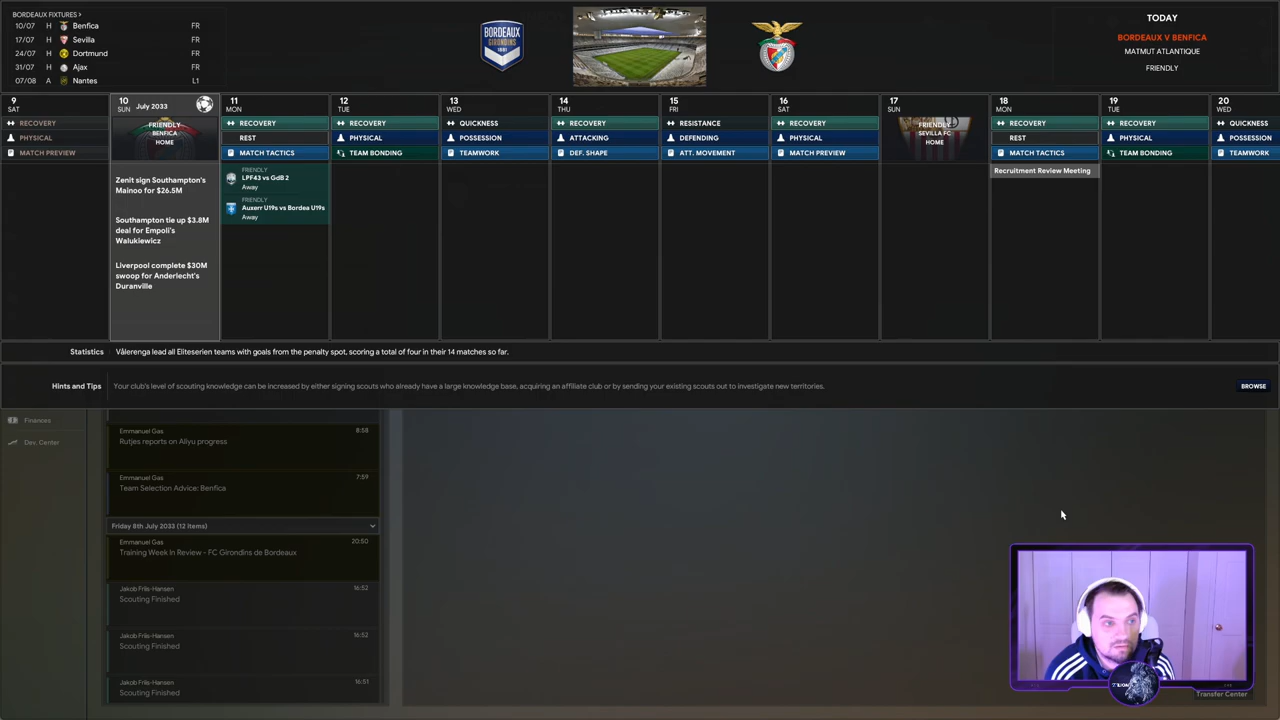 BORDEAUX FIXTURES >
10/07 H Benfica FR
17/07 H Sevilla FR
24/07 H Dortmund FR
31/07 H Ajax FR
07/08 A Nantes L1
BORDEAUX
GIRONDINS
TODAY
BORDEAUX V BENFICA
MATMUT ATLANTIQUE
FRIENDLY
9
SAT
RECOVERY
PHYSICAL
MATCH PREVIEW
10
SUN
July 2033
FRIENDLY
BENFICA
HOME
Zenit sign Southampton's
Mainoo for $26.5M
Southampton tie up $3.8M
deal for Empoli's
Walukiewicz
Liverpool complete $30M
swoop for Anderlecht's
Duranville
11
MON
RECOVERY
REST
MATCH TACTICS
FRIENDLY
LPF43 vs GdB 2
Away
FRIENDLY
Auxerr U19s vs Bordea U19s
Away
12
TUE
RECOVERY
PHYSICAL
TEAM BONDING
13
WED
QUICKNESS
POSSESSION
TEAMWORK
14
THU
RECOVERY
ATTACKING
DEF. SHAPE
15
FRI
RESISTANCE
DEFENDING
ATT. MOVEMENT
16
SAT
RECOVERY
PHYSICAL
MATCH PREVIEW
17
SUN
FRIENDLY
SEVILLA FC
HOME
18
MON
RECOVERY
REST
MATCH TACTICS
Recruitment Review Meeting
19
TUE
RECOVERY
PHYSICAL
TEAM BONDING
20
WED
QUICKNESS
POSSESSION
TEAMWORK
Statistics Vålerenga lead all Eliteserien teams with goals from the penalty spot, scoring a total of four in their 14 matches so far.
Hints and Tips Your club's level of scouting knowledge can be increased by either signing scouts who already have a large knowledge base, acquiring an affiliate club or by sending your existing scouts out to investigate new territories. BROWSE
Finances
Dev. Center
Emmanuel Gas 8:58
Rutjes reports on Aliyu progress
Emmanuel Gas 7:59
Team Selection Advice: Benfica
Friday 8th July 2033 (12 Items)
Emmanuel Gas 20:50
Training Week In Review - FC Girondins de Bordeaux
Jakob Friis-Hansen 16:52
Scouting Finished
Jakob Friis-Hansen 16:52
Scouting Finished
Jakob Friis-Hansen 16:51
Scouting Finished
Transfer Center